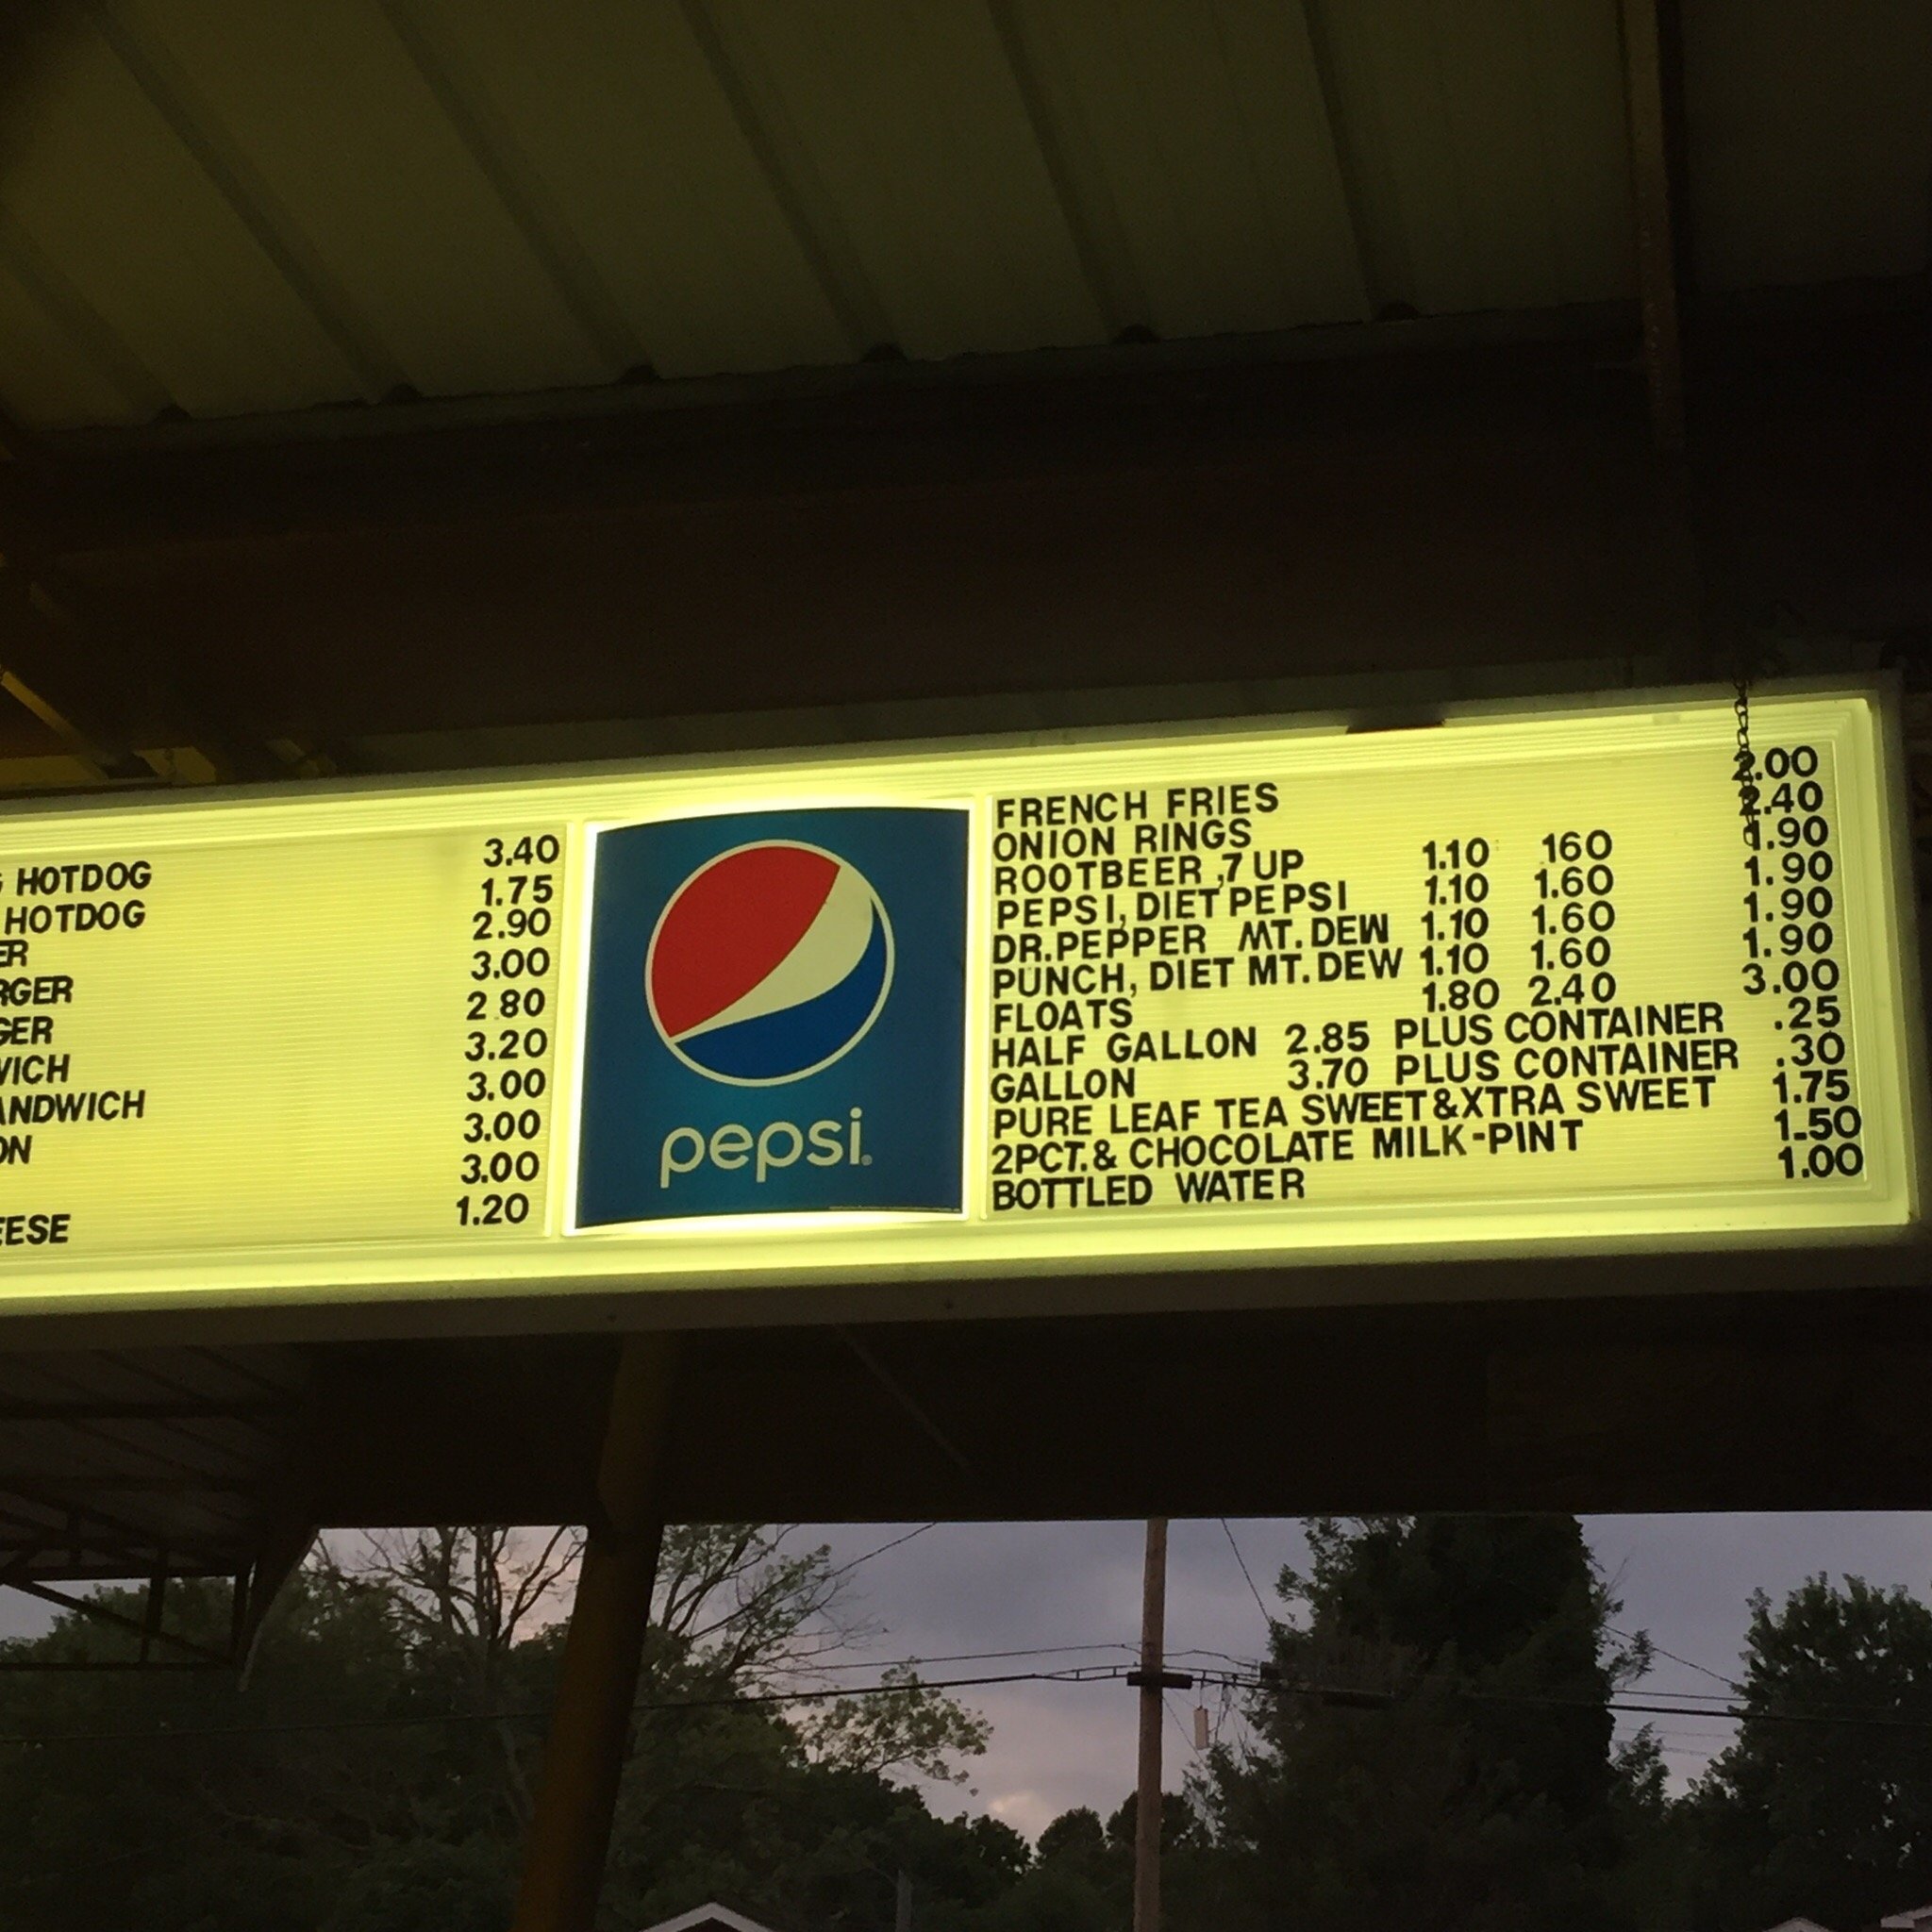 HOTDOG 3.40
HOTDOG 1.75
ER 2.90
RGER 3.00
GER 2.80
WICH 3.20
ANDWICH 3.00
ON 3.00
3.00
EESE 1.20
pepsi
FRENCH FRIES 2.00
ONION RINGS 2.40
ROOTBEER ,7 UP 1.10 160 1.90
PEPSI, DIET PEPSI 1.10 1.60 1.90
DR.PEPPER MT. DEW 1.10 1.60 1.90
PUNCH, DIET MT. DEW 1.10 1.60 1.90
FLOATS 1.80 2.40 3.00
HALF GALLON 2.85 PLUS CONTAINER .25
GALLON 3.70 PLUS CONTAINER .30
PURE LEAF TEA SWEET&XTRA SWEET 1.75
2PCT.& CHOCOLATE MILK-PINT 1.50
BOTTLED WATER 1.00